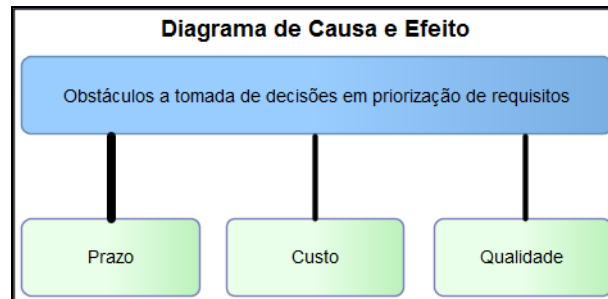 Diagrama de Causa e Efeito
Obstáculos a tomada de decisões em priorização de requisitos
Prazo
Custo
Qualidade